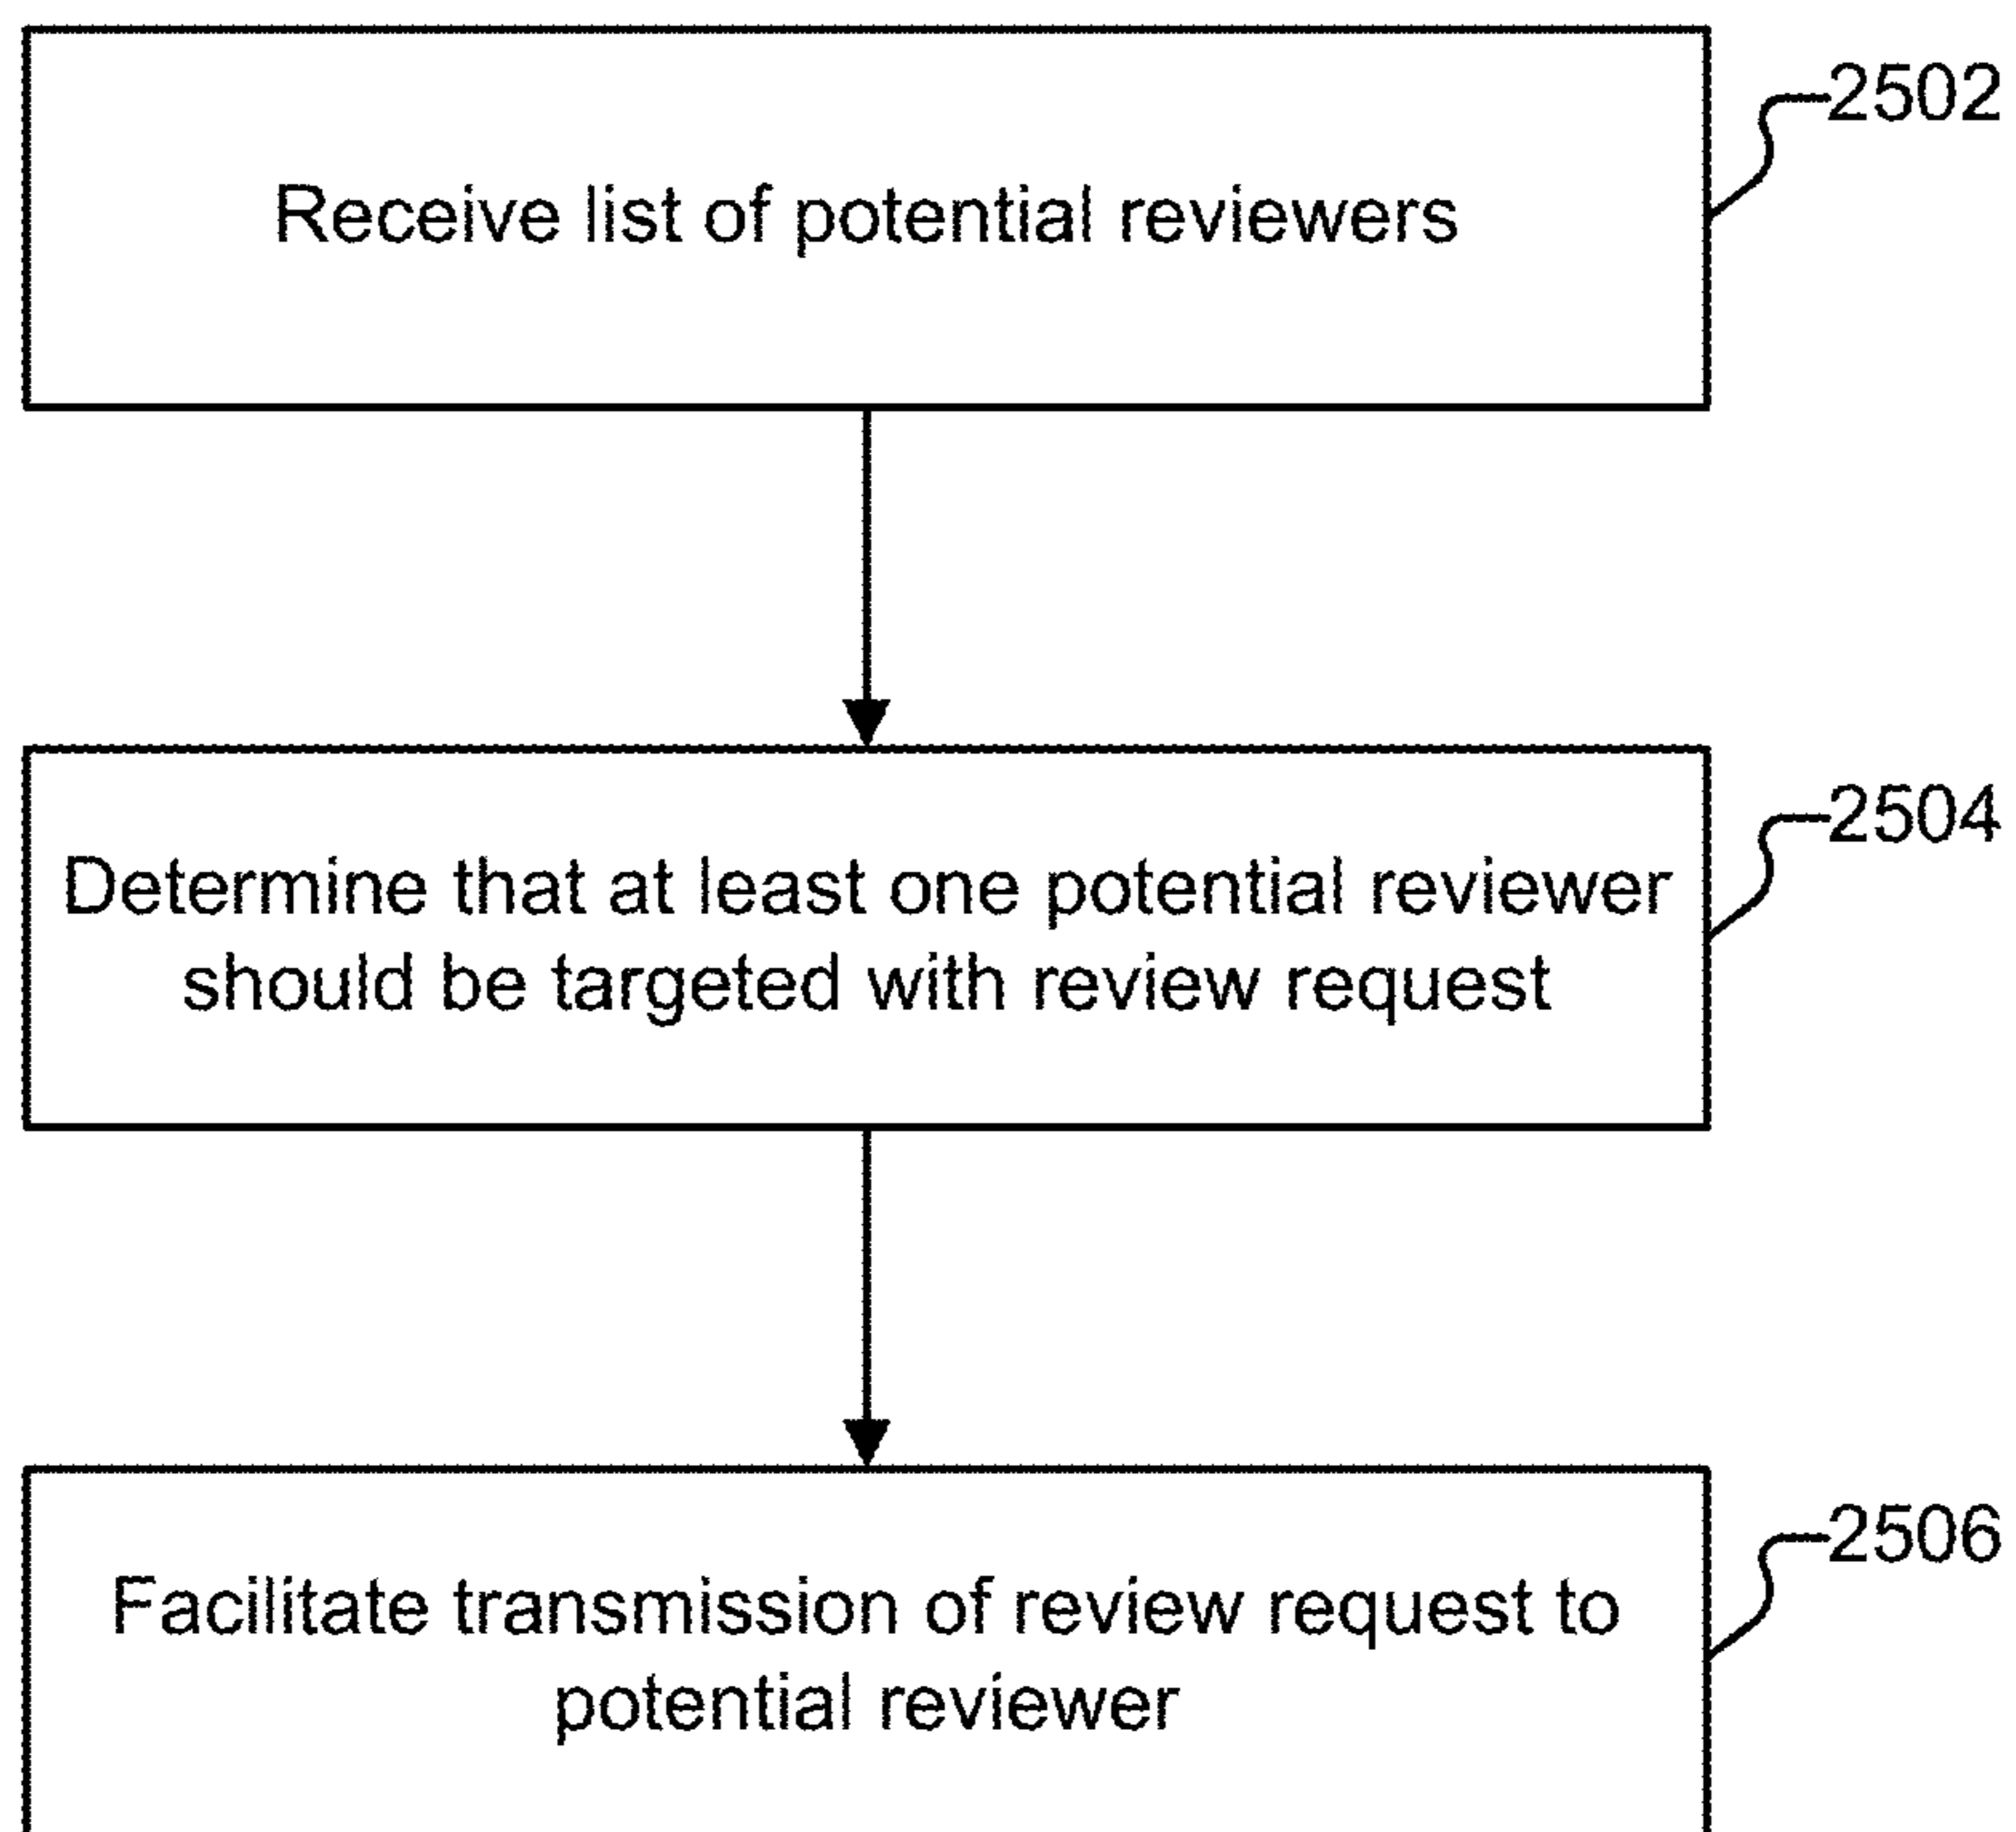 2502
Receive list of potential reviewers
2504
Determine that at least one potential reviewer
should be targeted with review request
2506
Facilitate transmission of review request to
potential reviewer